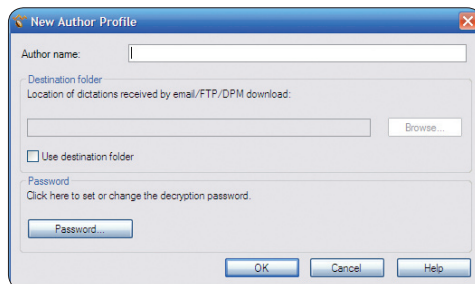 New Author Profile
Author name:
Destination folder
Location of dictations received by email/FTP/DPM download:
Browse...
Use destination folder
Password
Click here to set or change the decryption password.
Password...
OK Cancel Help